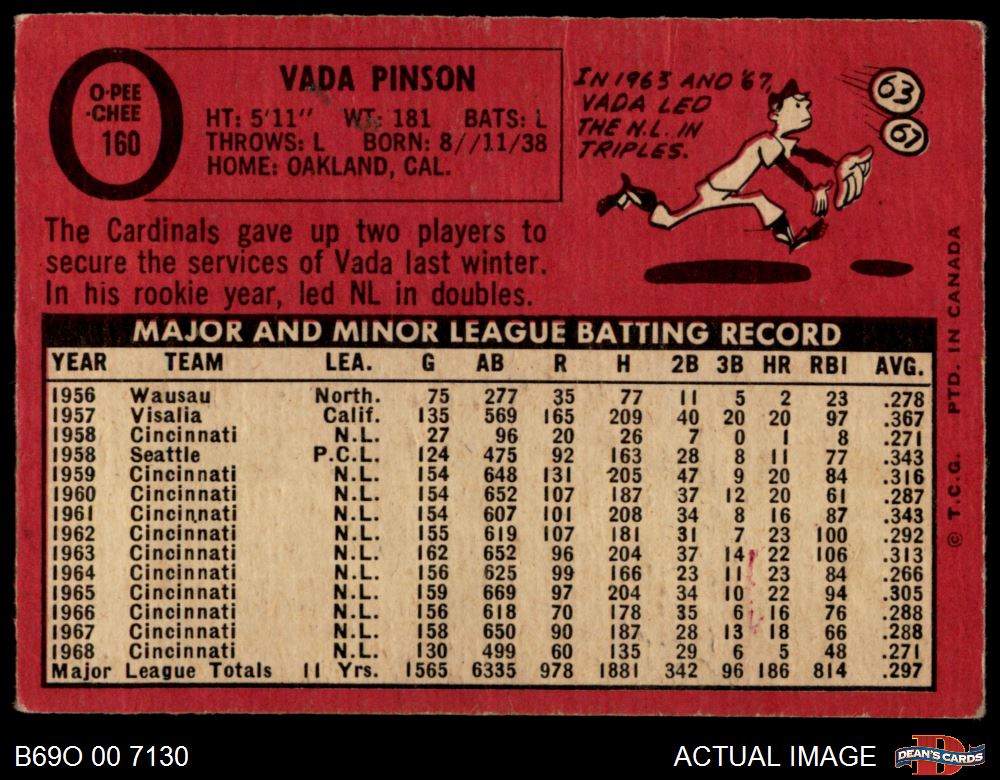 O-PEE
-CHEE
160
VADA PINSON
HT: 5'11" WT: 181 BATS: L
THROWS: L BORN: 8//11/38
HOME: OAKLAND, CAL.
IN 1963 AND '67,
VADA LED
THE N.L. IN
TRIPLES.
63
67
The Cardinals gave up two players to
secure the services of Vada last winter.
In his rookie year, led NL in doubles.
MAJOR AND MINOR LEAGUE BATTING RECORD
YEAR TEAM LEA. G AB R H 2B 3B HR RBI AVG.
1956 Wausau North. 75 277 35 77 11 5 2 23 .278
1957 Visalia Calif. 135 569 165 209 40 20 20 97 .367
1958 Cincinnati N.L. 27 96 20 26 7 0 1 8 .271
1958 Seattle P.C.L. 124 475 92 163 28 8 11 77 .343
1959 Cincinnati N.L. 154 648 131 205 47 9 20 84 .316
1960 Cincinnati N.L. 154 652 107 187 37 12 20 61 .287
1961 Cincinnati N.L. 154 607 101 208 34 8 16 87 .343
1962 Cincinnati N.L. 155 619 107 181 31 7 23 100 .292
1963 Cincinnati N.L. 162 652 96 204 37 14 22 106 .313
1964 Cincinnati N.L. 156 625 99 166 23 11 23 84 .266
1965 Cincinnati N.L. 159 669 97 204 34 10 22 94 .305
1966 Cincinnati N.L. 156 618 70 178 35 6 16 76 .288
1967 Cincinnati N.L. 158 650 90 187 28 13 18 66 .288
1968 Cincinnati N.L. 130 499 60 135 29 6 5 48 .271
Major League Totals 11 Yrs. 1565 6335 978 1881 342 96 186 814 .297
© T.C.G. PTD. IN CANADA
B69O 00 7130
ACTUAL IMAGE
D
DEAN'S CARDS